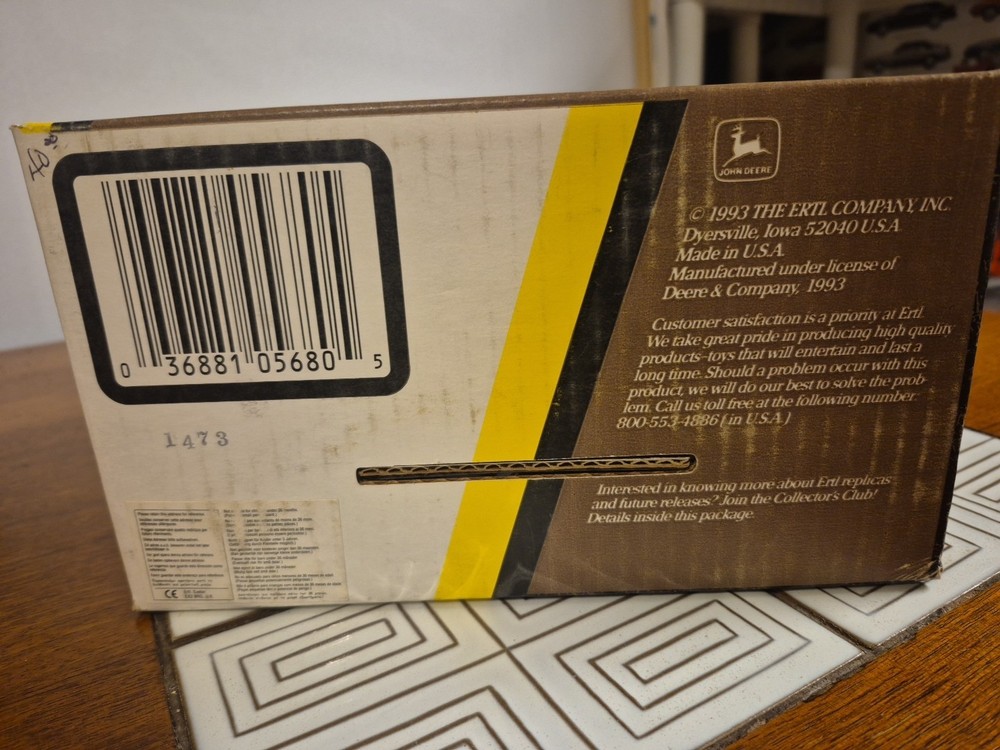 40.00
0 36881 05680 5
1473
CE
JOHN DEERE
© 1993 THE ERTL COMPANY, INC.
Dyersville, Iowa 52040 U.S.A.
Made in U.S.A.
Manufactured under license of
Deere & Company, 1993
Customer satisfaction is a priority at Ertl.
We take great pride in producing high quality
products-toys that will entertain and last a
long time. Should a problem occur with this
product, we will do our best to solve the prob-
lem. Call us toll free at the following number:
800-553-4886 (in U.S.A.)
Interested in knowing more about Ertl replicas
and future releases? Join the Collector's Club!
Details inside this package.